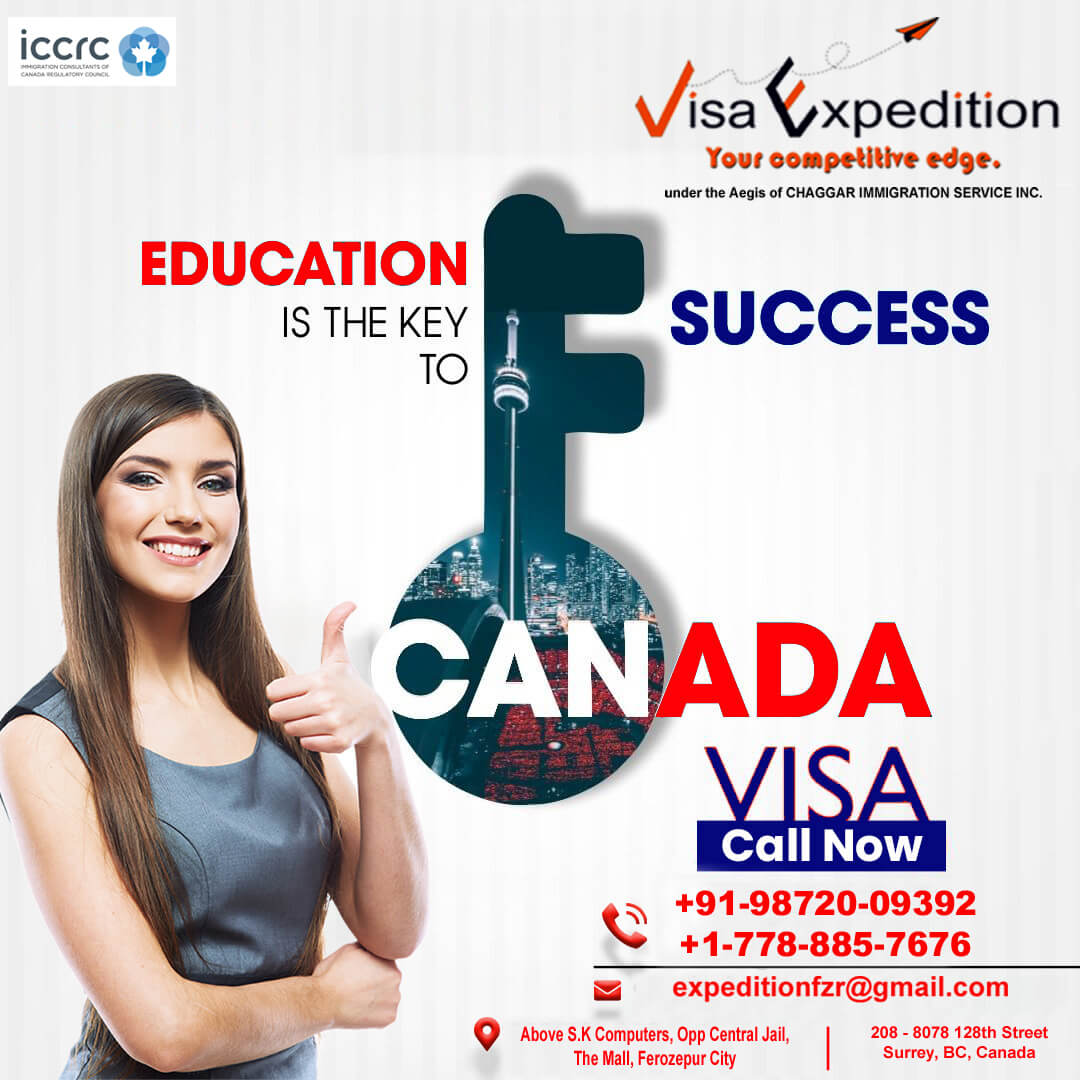 iccrc
IMMIGRATION CONSULTANTS OF
CANADA REGULATORY COUNCIL
Visa Expedition
Your competitive edge.
under the Aegis of CHAGGAR IMMIGRATION SERVICE INC.
EDUCATION
IS THE KEY
TO
SUCCESS
CANADA
VISA
Call Now
+91-98720-09392
+1-778-885-7676
expeditionfzr@gmail.com
Above S.K Computers, Opp Central Jail,
The Mall, Ferozepur City
208 - 8078 128th Street
Surrey, BC, Canada